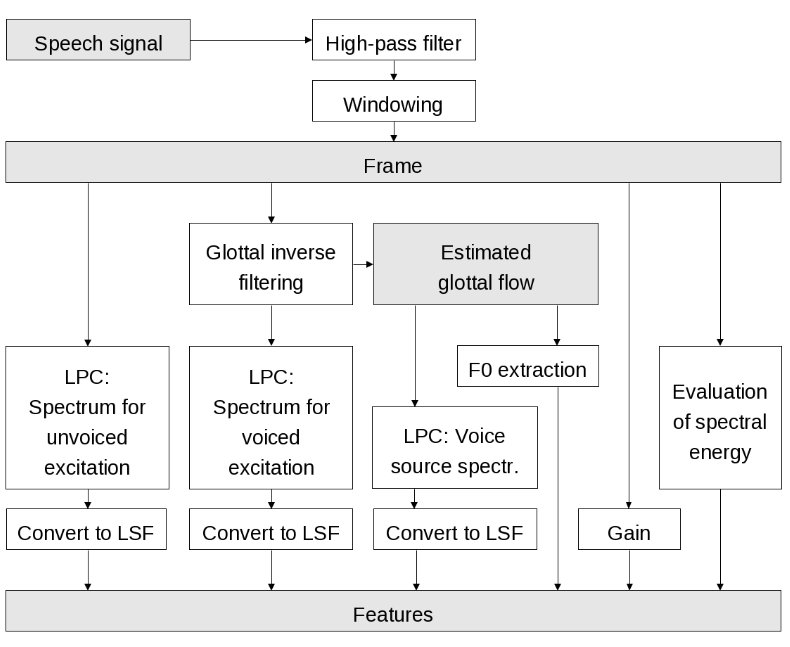 Speech signal
High-pass filter
Windowing
Frame
Glottal inverse
filtering
Estimated
glottal flow
LPC:
Spectrum for
unvoiced
excitation
LPC:
Spectrum for
voiced
excitation
LPC: Voice
source spectr.
F0 extraction
Evaluation
of spectral
energy
Convert to LSF
Convert to LSF
Convert to LSF
Gain
Features